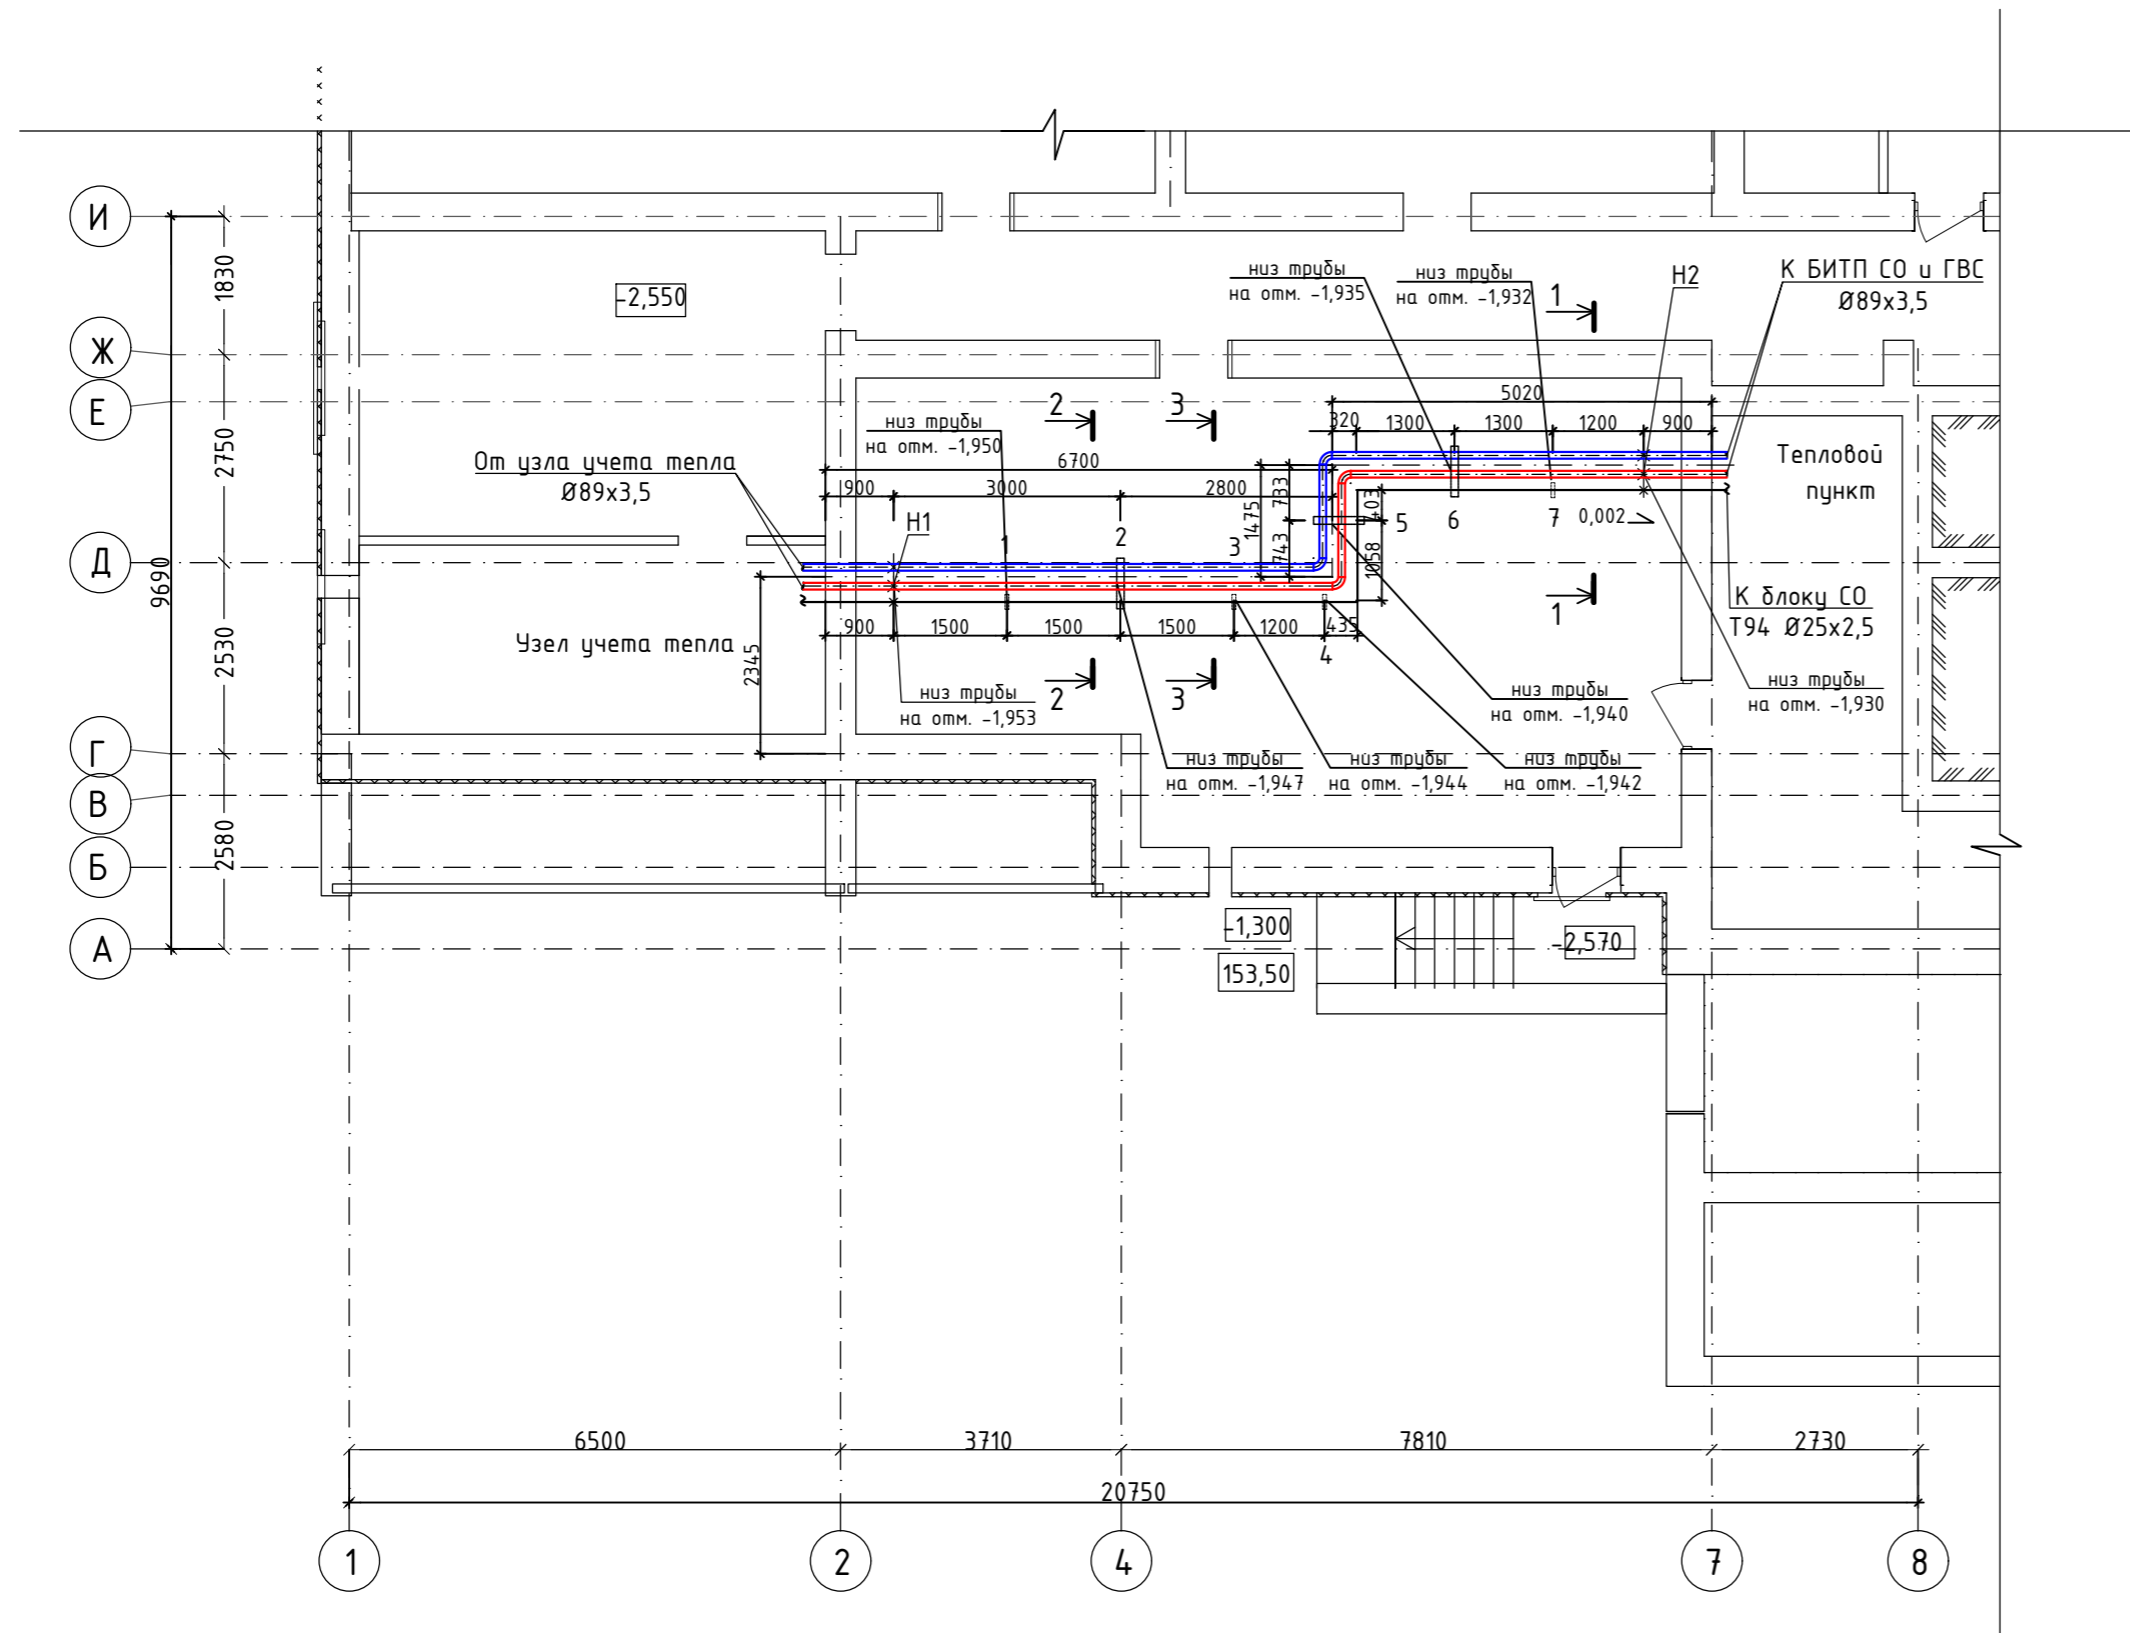 И
Ж
Е
Д
Г
В
Б
А
1830
2750
2530
2580
9690
-2,550
низ трубы
на отм. -1,935
низ трубы
на отм. -1,932
1
Н2
К БИТП СО и ГВС
Ø89х3,5
2
3
5020
320
1300
1300
1200
900
низ трубы
на отм. -1,950
От узла учета тепла
Ø89х3,5
6700
900
3000
2800
Н1
1
2
3
1475
733
743
403
1058
5
6
7
0,002
Тепловой
пункт
К блоку СО
Т94 Ø25х2,5
1
900
1500
1500
1500
1200
435
4
Узел учета тепла
2345
2
3
низ трубы
на отм. -1,953
низ трубы
на отм. -1,940
низ трубы
на отм. -1,930
низ трубы
на отм. -1,947
низ трубы
на отм. -1,944
низ трубы
на отм. -1,942
-1,300
153,50
-2,570
6500
3710
7810
2730
20750
1
2
4
7
8